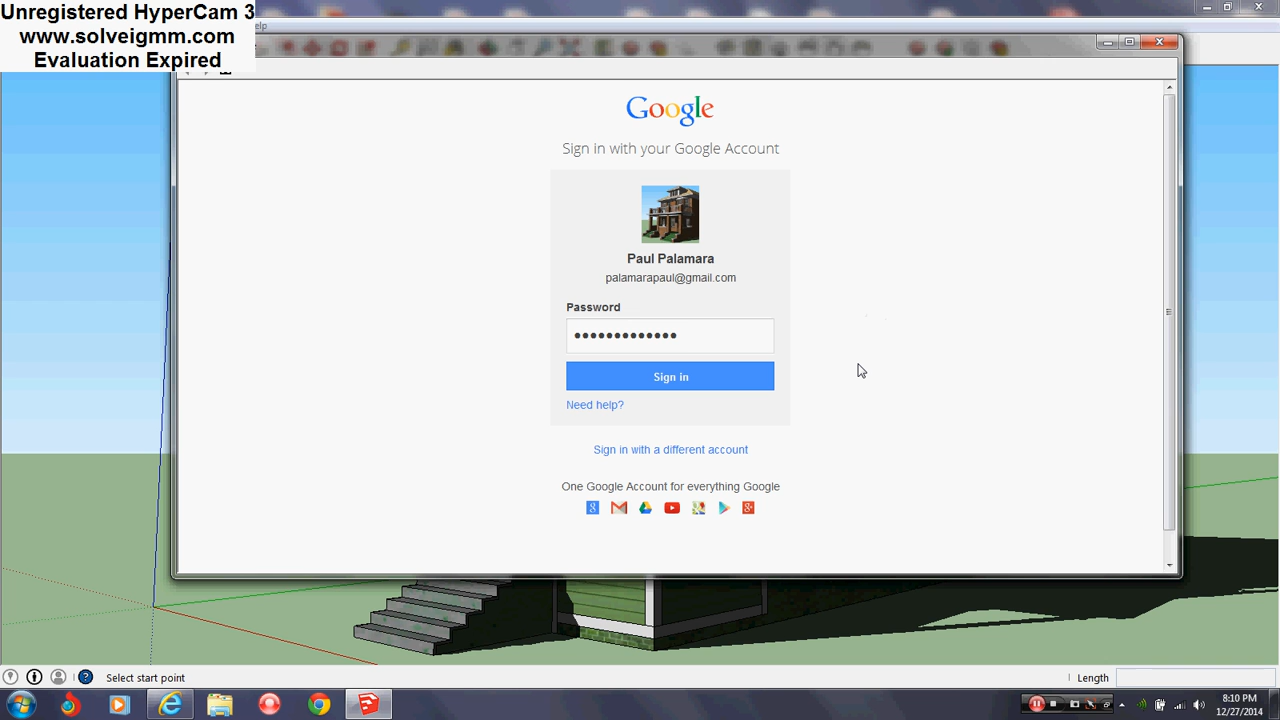 Unregistered HyperCam 3
www.solveigmm.com
Evaluation Expired
elp
Google
Sign in with your Google Account
Paul Palamara
palamarapaul@gmail.com
Password
Sign in
Need help?
Sign in with a different account
One Google Account for everything Google
Select start point
Length
8:10 PM
12/27/2014